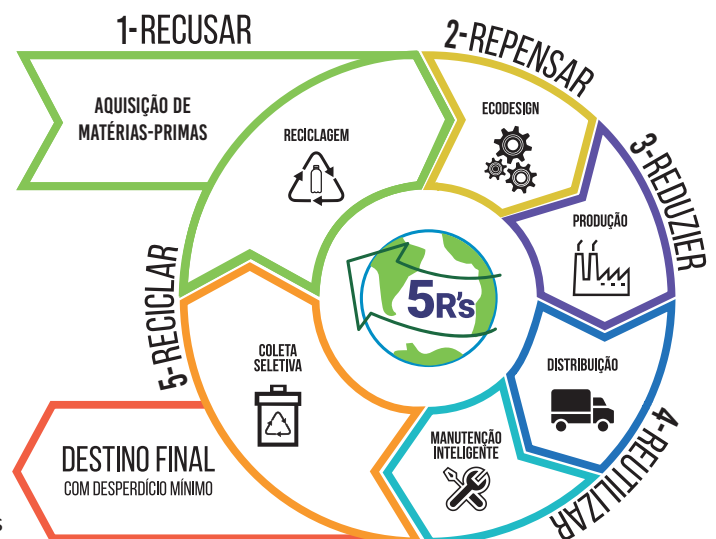 1-RECUSAR
2-REPENSAR
AQUISIÇÃO DE
MATÉRIAS-PRIMAS
RECICLAGEM
ECODESIGN
3-REDUZIER
PRODUÇÃO
5R's
5-RECICLAR
COLETA
SELETIVA
DISTRIBUIÇÃO
4-REUTILIZAR
MANUTENÇÃO
INTELIGENTE
DESTINO FINAL
COM DESPERDÍCIO MÍNIMO
s